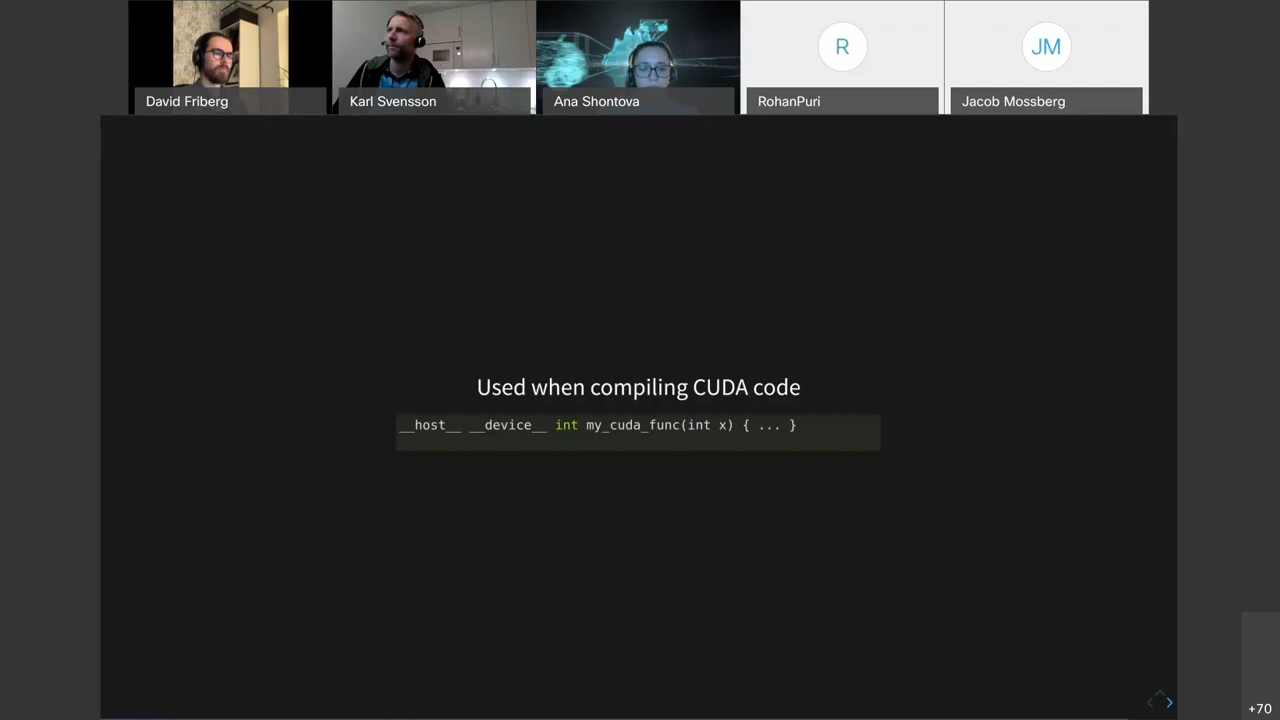 David Friberg
Karl Svensson
Ana Shontova
R
RohanPuri
JM
Jacob Mossberg
Used when compiling CUDA code
__host__ __device__ int my_cuda_func(int x) { ... }
+70